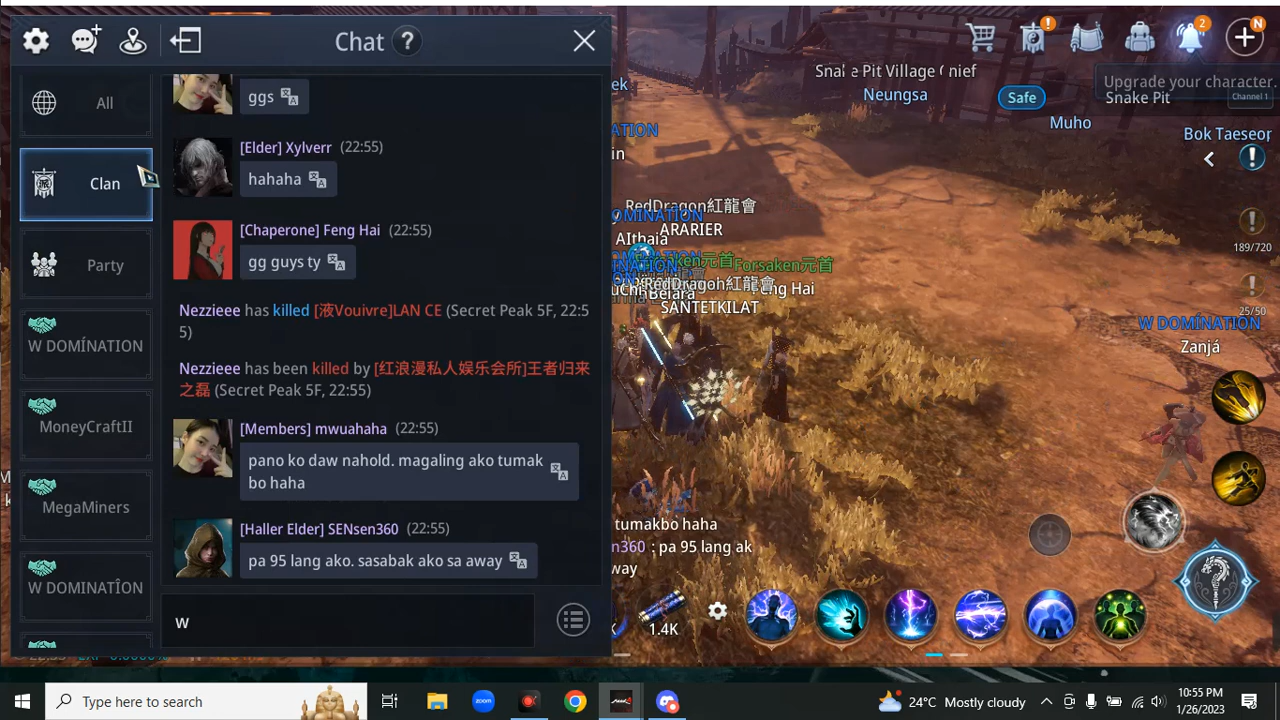 Chat ?
All
ggs
[Elder] Xylverr (22:55)
hahaha
Clan
[Chaperone] Feng Hai (22:55)
gg guys ty
Party
Nezzieee has killed [液Vouivre]LAN CE (Secret Peak 5F, 22:5
5)
W DOMÍNATION
Nezzieee has been killed by [红浪漫私人娱乐会所]王者归来
之磊 (Secret Peak 5F, 22:55)
MoneyCraftII
[Members] mwuahaha (22:55)
pano ko daw nahold. magaling ako tumak
bo haha
MegaMiners
[Haller Elder] SENsen360 (22:55)
pa 95 lang ako. sasabak ako sa away
W DOMINATÎON
w
Neungsa
Safe
Upgrade your character.
Snake Pit
Channel 1
Muho
Bok Taeseor
N
2
RedDragon紅龍會
ARARIER
Forsaken元首
Feng Hai
SANTETKILAT
189/720
25/50
W DOMÍNATION
Zanjá
tumakbo haha
n360 : pa 95 lang ak
way
1.4K
Type here to search
24°C Mostly cloudy
10:55 PM
1/26/2023